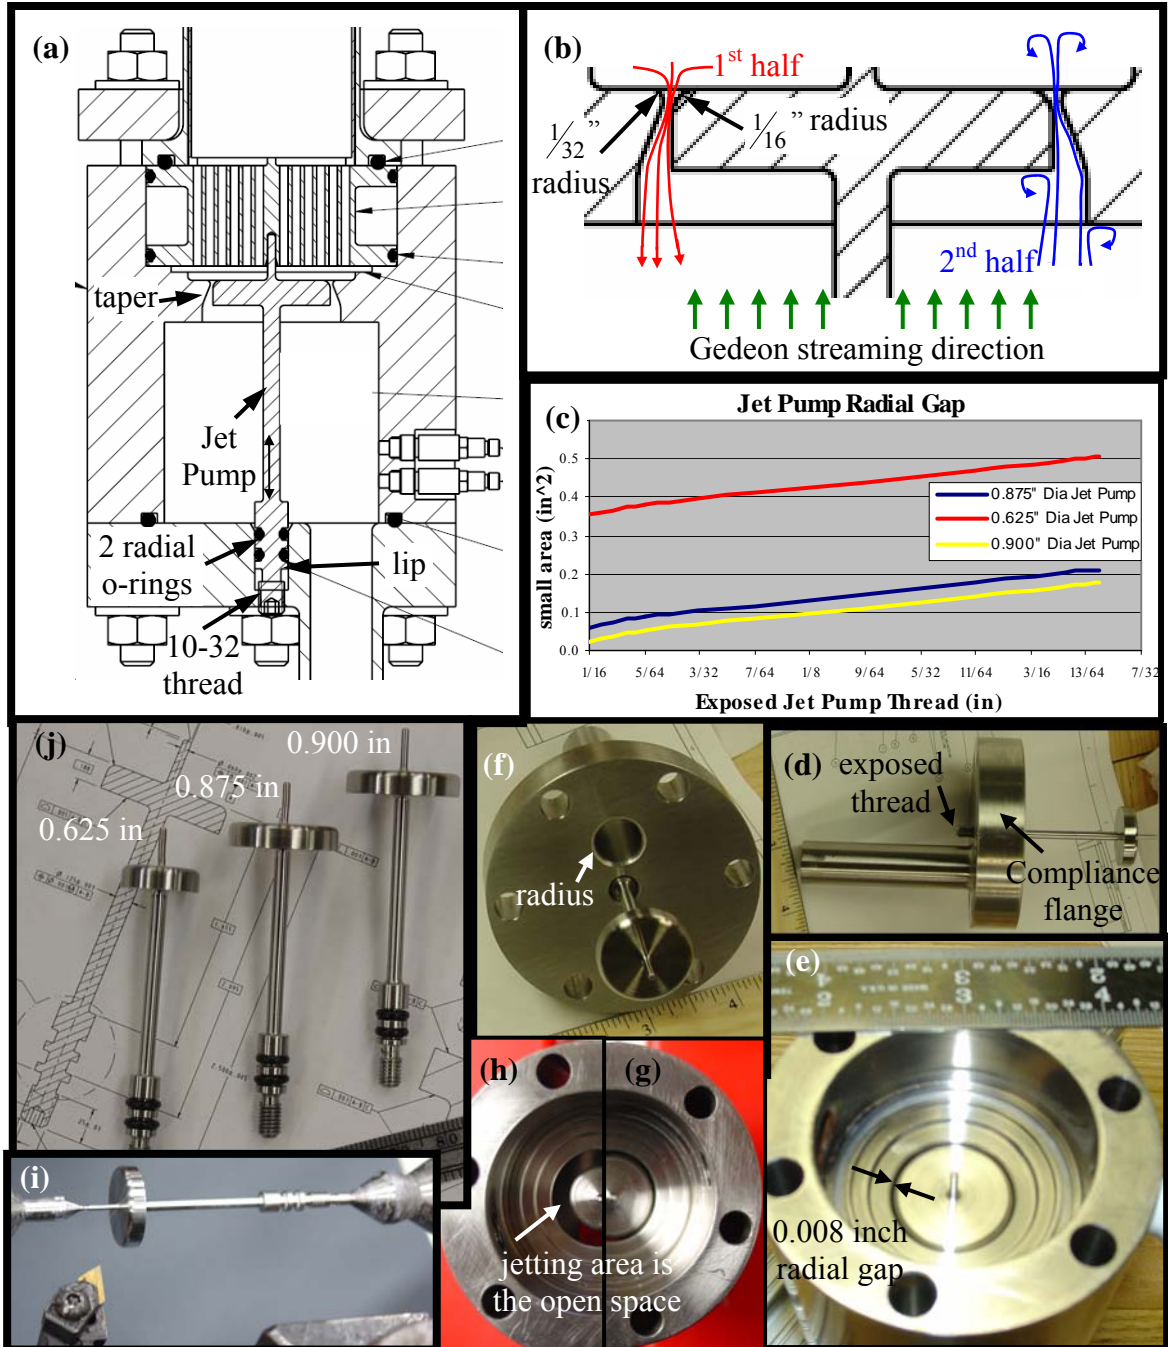 (a)
taper
Jet
Pump
2 radial
o-rings
lip
10-32
thread
(b)
1st half
1/32”
radius
1/16” radius
2nd half
Gedeon streaming direction
(c)
Jet Pump Radial Gap
small area (in^2)
0.5
0.4
0.3
0.2
0.1
0.0
0.875" Dia Jet Pump
0.625" Dia Jet Pump
0.900" Dia Jet Pump
1/16 5/64 3/32 7/64 1/8 9/64 5/32 11/64 3/16 13/64 7/32
Exposed Jet Pump Thread (in)
(j)
0.900 in
0.875 in
0.625 in
(f)
radius
(d)
exposed
thread
Compliance
flange
(e)
0.008 inch
radial gap
(h)
(g)
jetting area is
the open space
(i)